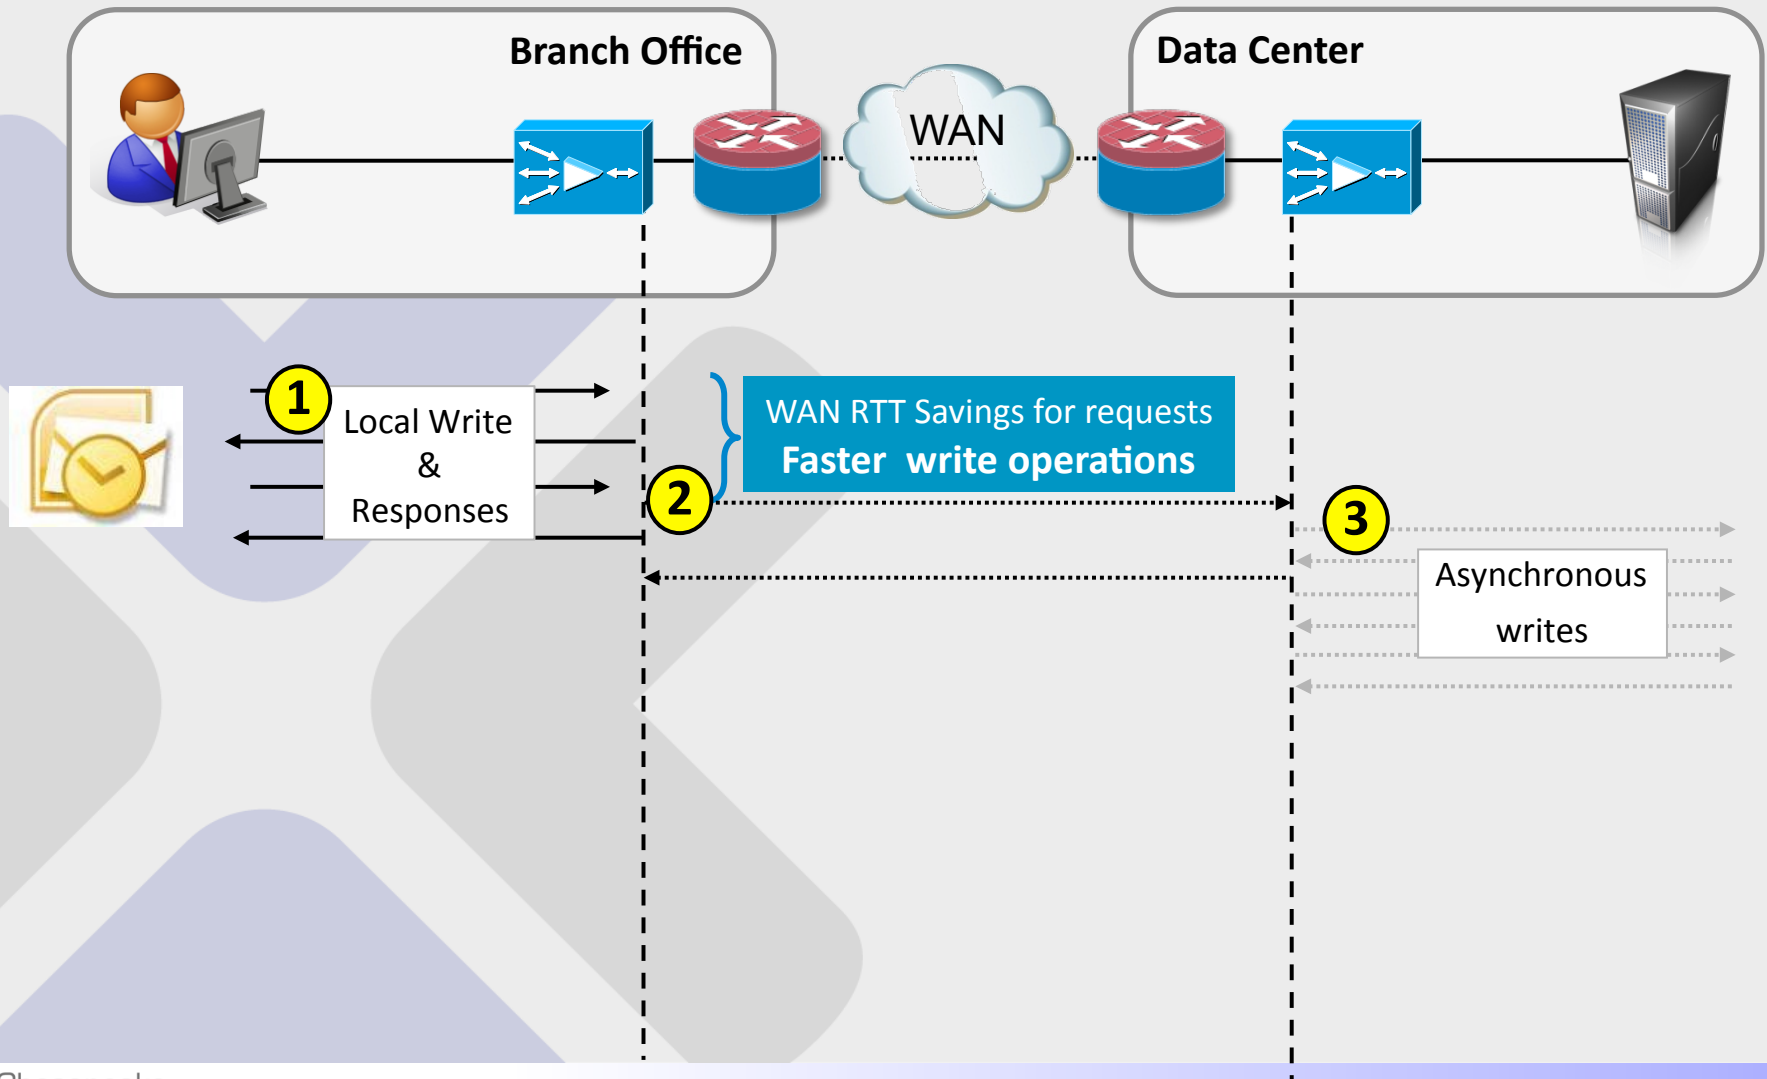 Branch Office
Data Center
WAN
1
Local Write
&
Responses
WAN RTT Savings for requests
Faster write operations
2
3
Asynchronous
writes